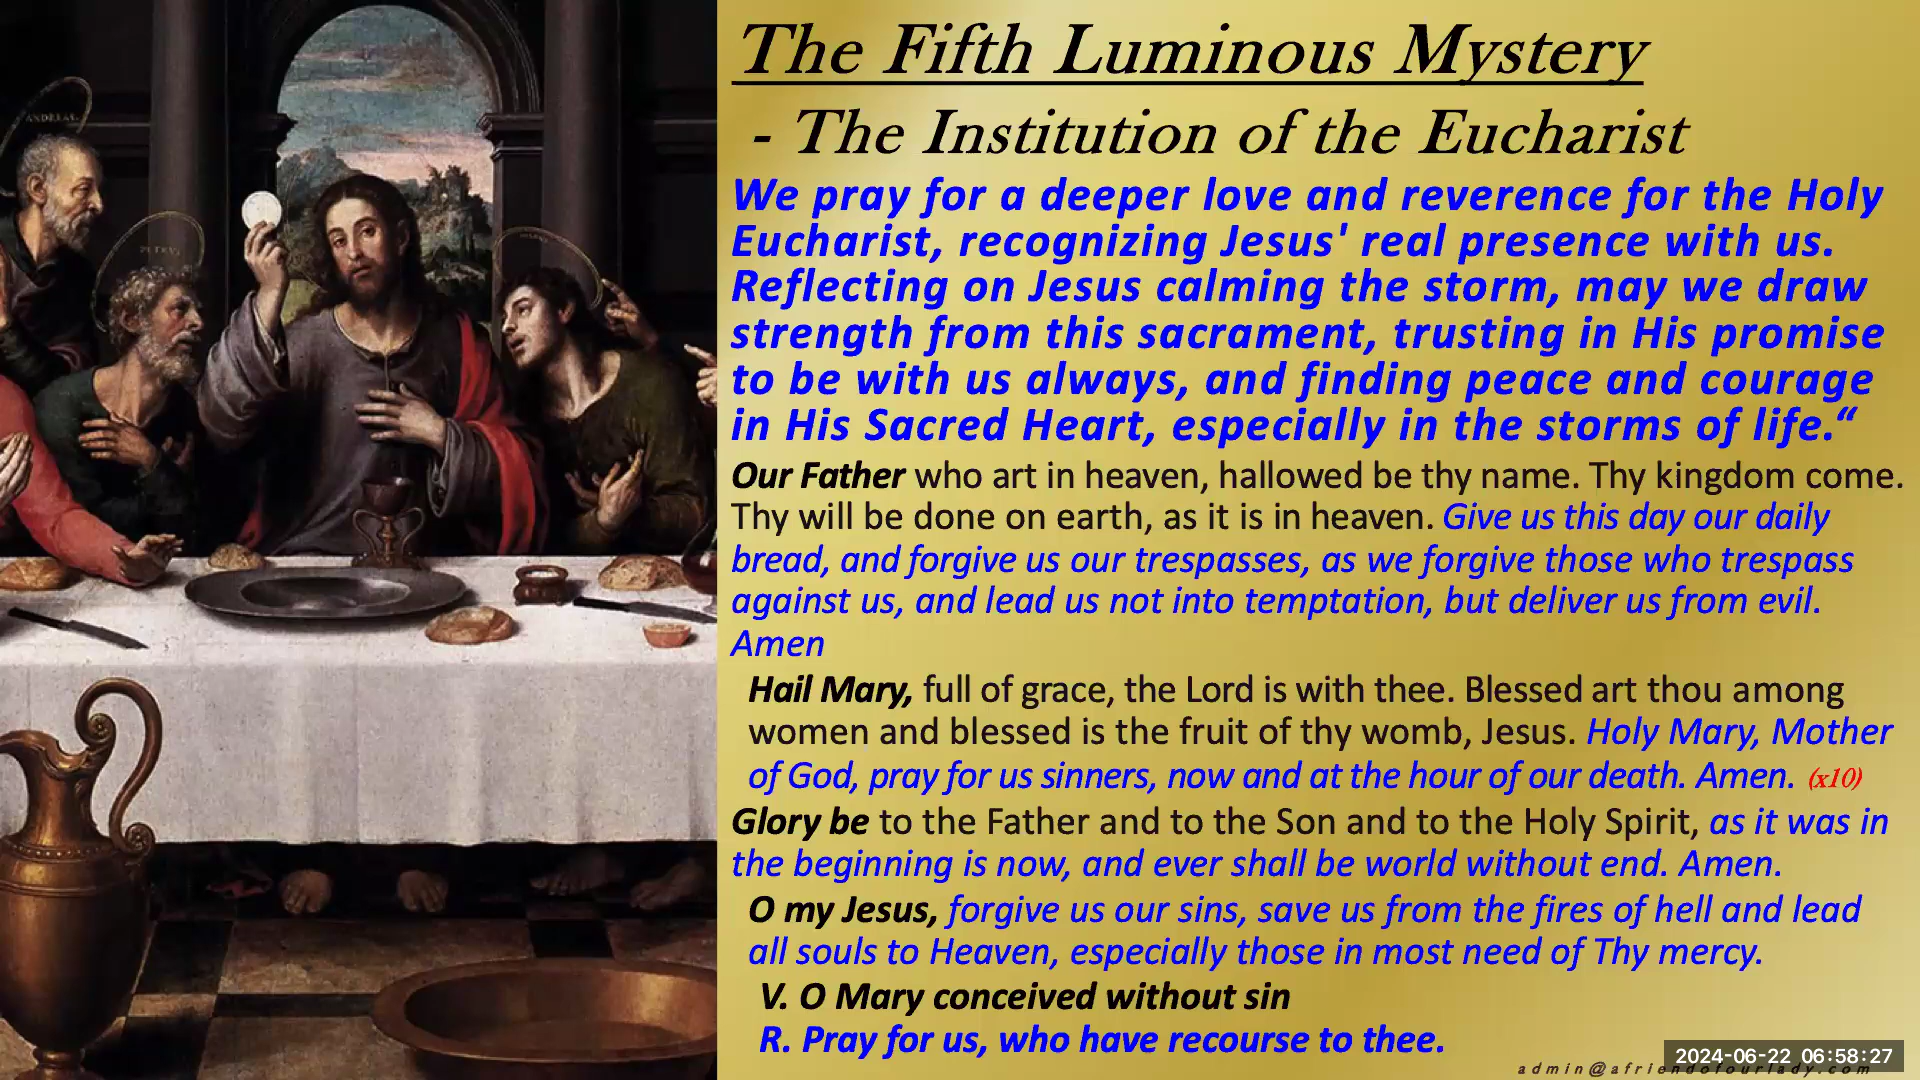 ANDREAS.
PETRVS
The Fifth Luminous Mystery
- The Institution of the Eucharist
We pray for a deeper love and reverence for the Holy
Eucharist, recognizing Jesus' real presence with us.
Reflecting on Jesus calming the storm, may we draw
strength from this sacrament, trusting in His promise
to be with us always, and finding peace and courage
in His Sacred Heart, especially in the storms of life.“
Our Father who art in heaven, hallowed be thy name. Thy kingdom come.
Thy will be done on earth, as it is in heaven. Give us this day our daily
bread, and forgive us our trespasses, as we forgive those who trespass
against us, and lead us not into temptation, but deliver us from evil.
Amen
Hail Mary, full of grace, the Lord is with thee. Blessed art thou among
women and blessed is the fruit of thy womb, Jesus. Holy Mary, Mother
of God, pray for us sinners, now and at the hour of our death. Amen. (x10)
Glory be to the Father and to the Son and to the Holy Spirit, as it was in
the beginning is now, and ever shall be world without end. Amen.
O my Jesus, forgive us our sins, save us from the fires of hell and lead
all souls to Heaven, especially those in most need of Thy mercy.
V. O Mary conceived without sin
R. Pray for us, who have recourse to thee.
2024-06-22 06:58:27
admin@afriendofourlady.com